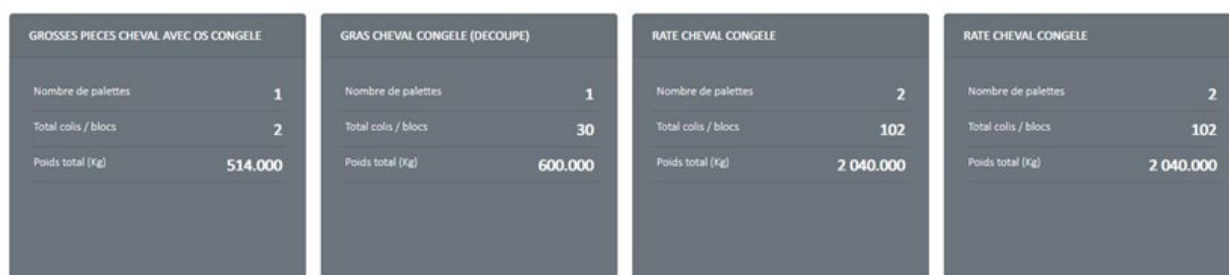 GROSSES PIECES CHEVAL AVEC OS CONGELE
Nombre de palettes 1
Total colis / blocs 2
Poids total (Kg) 514.000
GRAS CHEVAL CONGELE (DECOUPE)
Nombre de palettes 1
Total colis / blocs 30
Poids total (Kg) 600.000
RATE CHEVAL CONGELE
Nombre de palettes 2
Total colis / blocs 102
Poids total (Kg) 2 040.000
RATE CHEVAL CONGELE
Nombre de palettes 2
Total colis / blocs 102
Poids total (Kg) 2 040.000